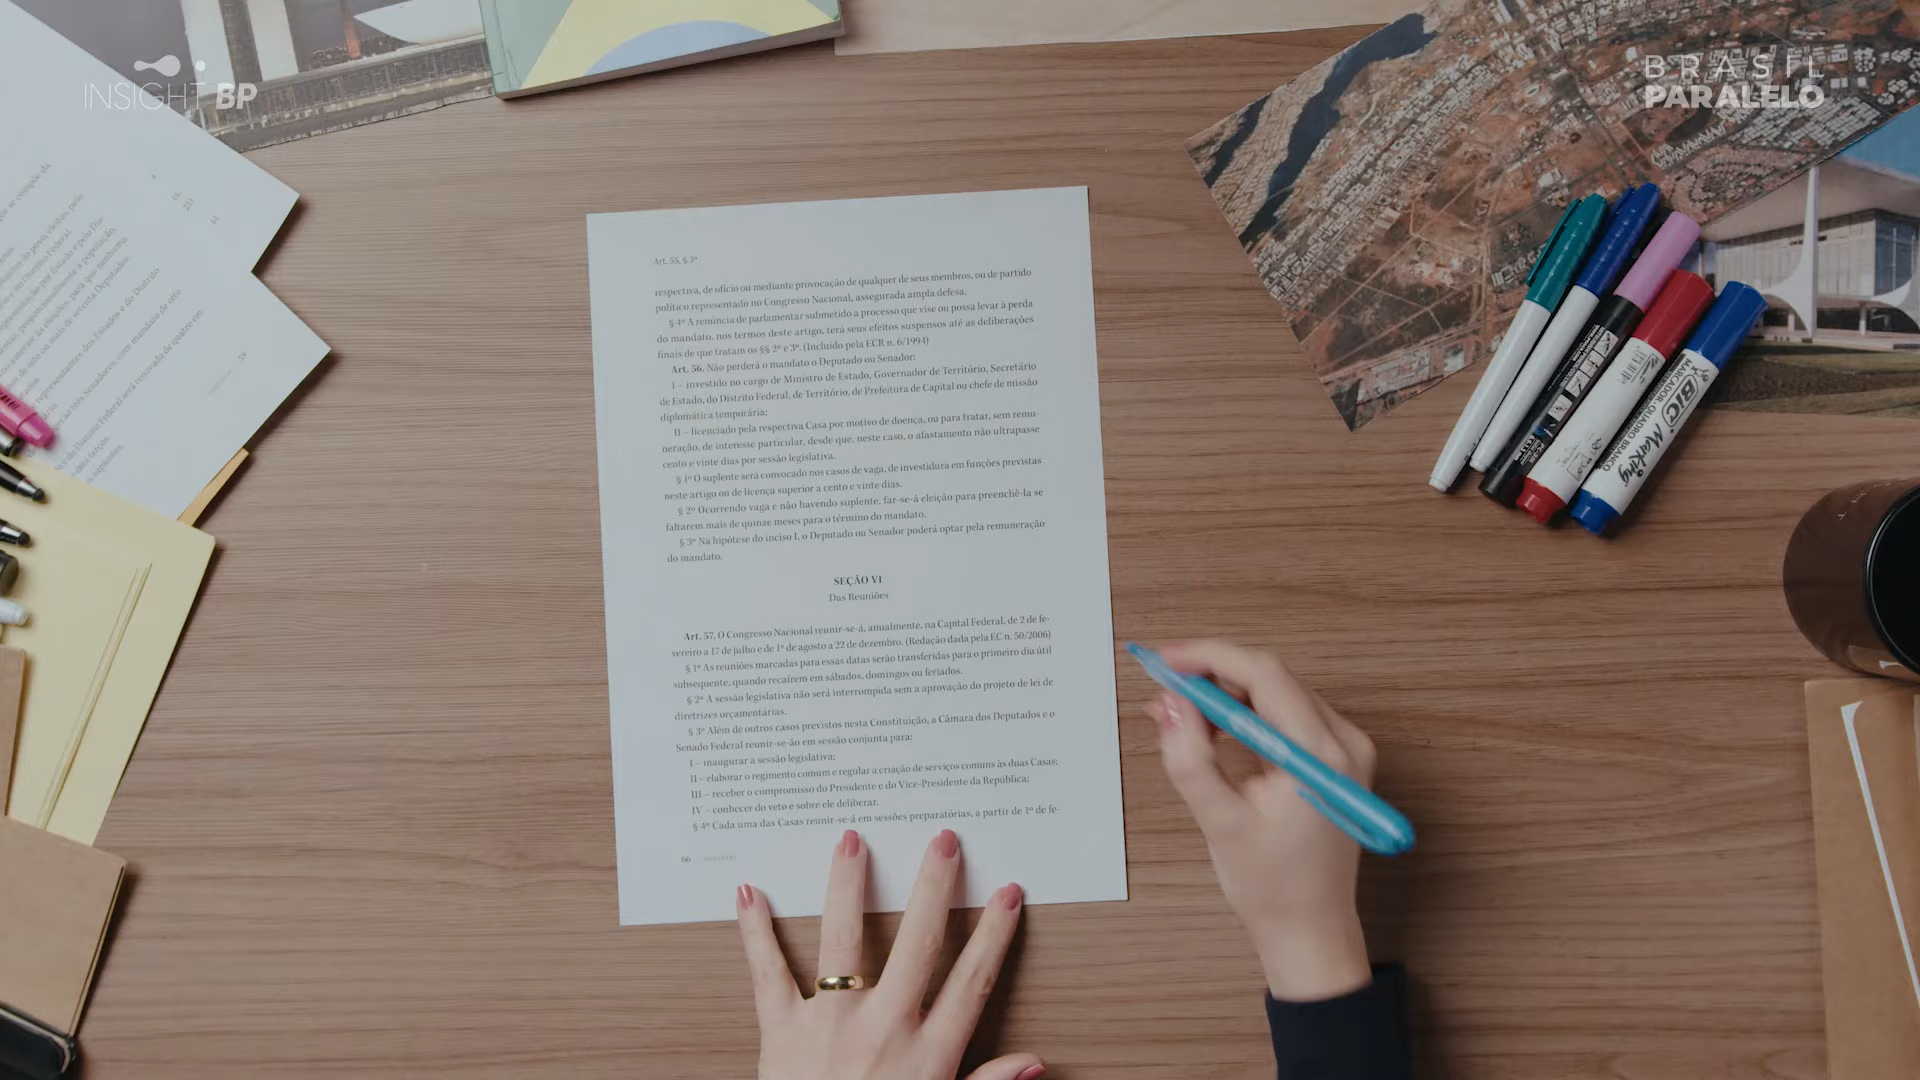 INSIGHT BP
BRASIL
PARALELO
Art. 55, § 3º
respectiva, de ofício ou mediante provocação de qualquer de seus membros, ou de partido
político representado no Congresso Nacional, assegurada ampla defesa.
§ 4º A renúncia de parlamentar submetido a processo que vise ou possa levar à perda
do mandato, nos termos deste artigo, terá seus efeitos suspensos até as deliberações
finais de que tratam os §§ 2º e 3º. (Incluído pela ECR n. 6/1994)
Art. 56. Não perderá o mandato o Deputado ou Senador:
I – investido no cargo de Ministro de Estado, Governador de Território, Secretário
de Estado, do Distrito Federal, de Território, de Prefeitura de Capital ou chefe de missão
diplomática temporária;
II – licenciado pela respectiva Casa por motivo de doença, ou para tratar, sem remu-
neração, de interesse particular, desde que, neste caso, o afastamento não ultrapasse
cento e vinte dias por sessão legislativa.
§ 1º O suplente será convocado nos casos de vaga, de investidura em funções previstas
neste artigo ou de licença superior a cento e vinte dias.
§ 2º Ocorrendo vaga e não havendo suplente, far-se-á eleição para preenchê-la se
faltarem mais de quinze meses para o término do mandato.
§ 3º Na hipótese do inciso I, o Deputado ou Senador poderá optar pela remuneração
do mandato.
SEÇÃO VI
Das Reuniões
Art. 57. O Congresso Nacional reunir-se-á, anualmente, na Capital Federal, de 2 de fe-
vereiro a 17 de julho e de 1º de agosto a 22 de dezembro. (Redação dada pela EC n. 50/2006)
§ 1º As reuniões marcadas para essas datas serão transferidas para o primeiro dia útil
subsequente, quando recaírem em sábados, domingos ou feriados.
§ 2º A sessão legislativa não será interrompida sem a aprovação do projeto de lei de
diretrizes orçamentárias.
§ 3º Além de outros casos previstos nesta Constituição, a Câmara dos Deputados e o
Senado Federal reunir-se-ão em sessão conjunta para:
I – inaugurar a sessão legislativa;
II – elaborar o regimento comum e regular a criação de serviços comuns às duas Casas;
III – receber o compromisso do Presidente e do Vice-Presidente da República;
IV – conhecer do veto e sobre ele deliberar.
§ 4º Cada uma das Casas reunir-se-á em sessões preparatórias, a partir de 1º de fe-
66
MARCADOR QUADRO BRANCO
BIC
Marking